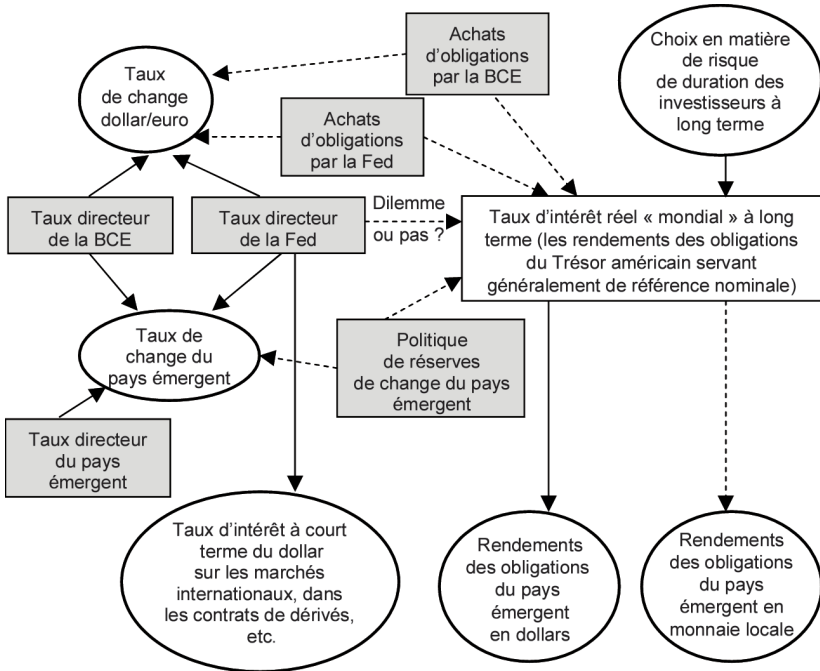 Achats
d'obligations
par la BCE
Choix en matière
de risque
de duration des
investisseurs à
long terme
Taux
de change
dollar/euro
Achats
d'obligations
par la Fed
Taux directeur
de la BCE
Taux directeur
de la Fed
Dilemme
ou pas ?
Taux d'intérêt réel « mondial » à long
terme (les rendements des obligations
du Trésor américain servant
généralement de référence nominale)
Taux de
change du
pays émergent
Politique
de réserves
de change du pays
émergent
Taux directeur
du pays
émergent
Taux d'intérêt à court
terme du dollar
sur les marchés
internationaux, dans
les contrats de dérivés,
etc.
Rendements
des obligations
du pays
émergent
en dollars
Rendements
des obligations
du pays
émergent en
monnaie locale